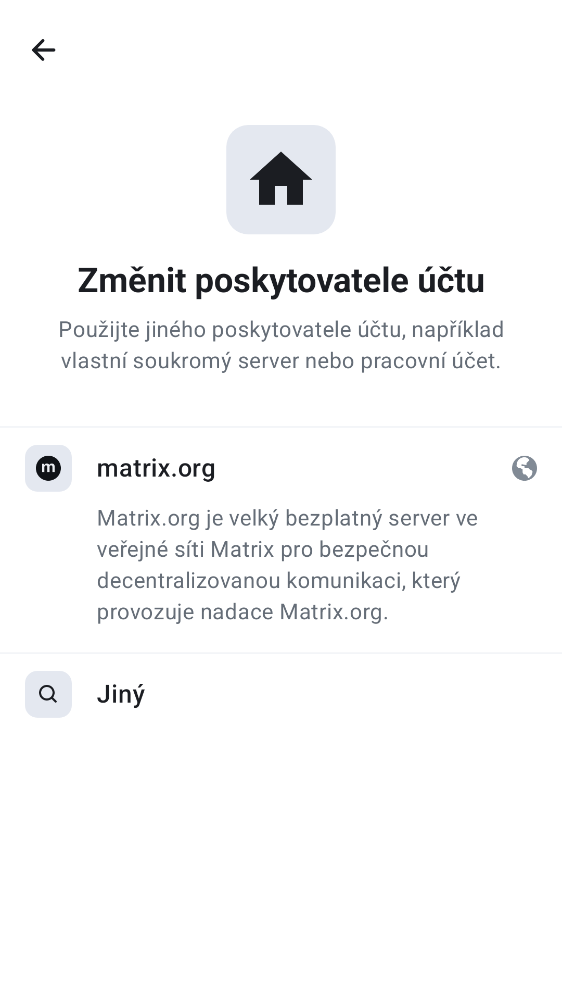 Změnit poskytovatele účtu
Použijte jiného poskytovatele účtu, například
vlastní soukromý server nebo pracovní účet.
m
matrix.org
Matrix.org je velký bezplatný server ve
veřejné síti Matrix pro bezpečnou
decentralizovanou komunikaci, který
provozuje nadace Matrix.org.
Jiný